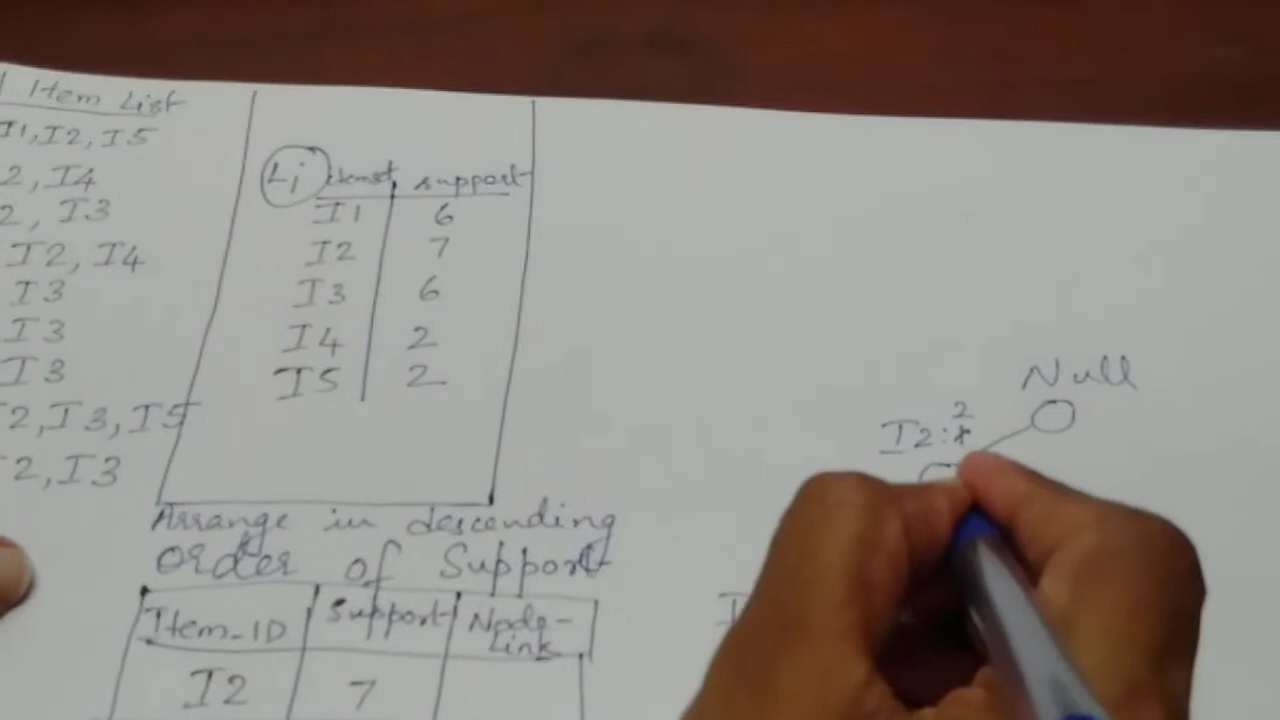 Item List
I1, I2, I5
2, I4
2, I3
I2, I4
I3
I3
I3
2, I3, I5
2, I3
Li itemset support
I1 6
I2 7
I3 6
I4 2
I5 2
Arrange in descending
order of Support
Item-ID Support Node-
Link
I2 7
Null
2
I2: